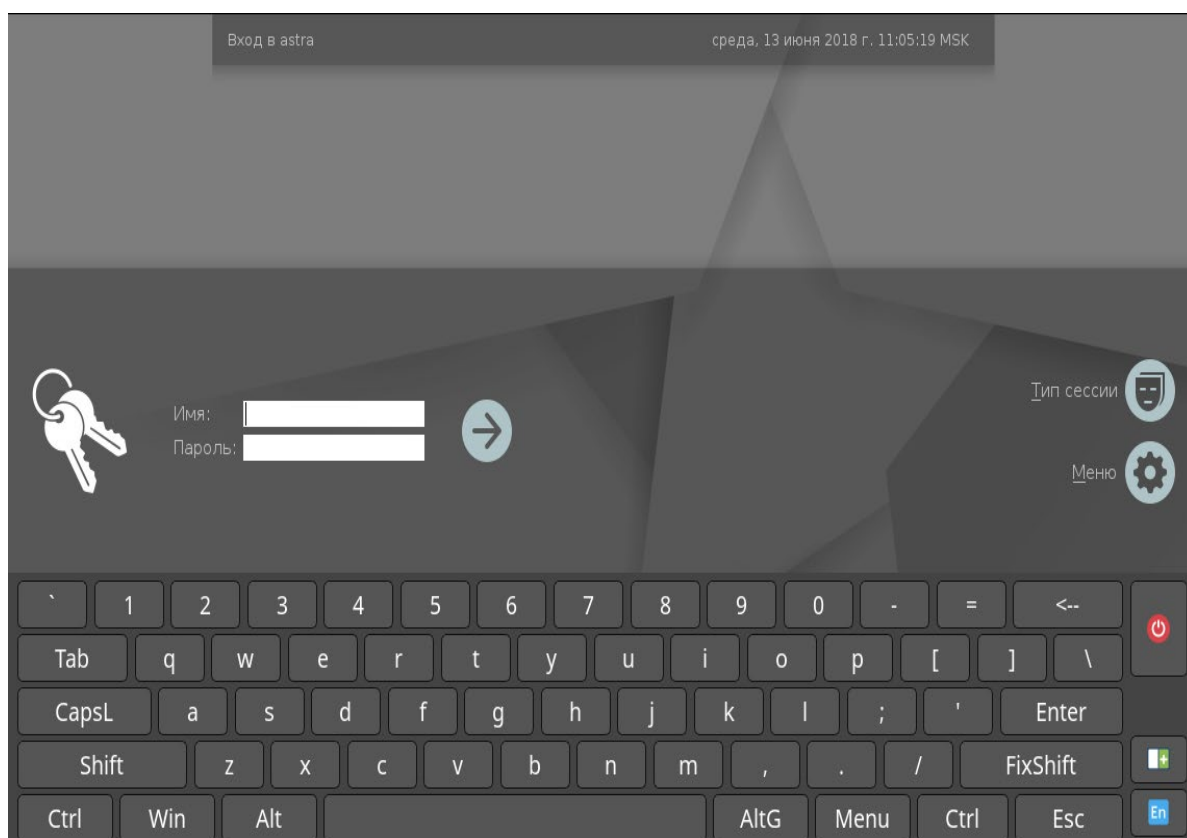 Вход в astra среда, 13 июня 2018 г. 11:05:19 MSK
Тип сессии
Имя:
Пароль:
Меню
` 1 2 3 4 5 6 7 8 9 0 - = <--
Tab q w e r t y u i o p [ ] \
CapsL a s d f g h j k l ; ' Enter
Shift z x c v b n m , . / FixShift
Ctrl Win Alt AltG Menu Ctrl Esc En